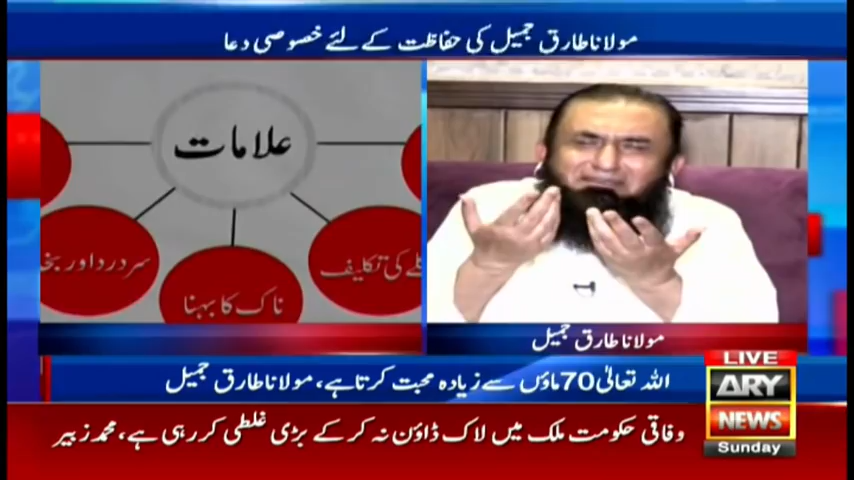 مولانا طارق جمیل کی حفاظت کے لئے خصوصی دعا
علامات
گلے کی تکلیف
ناک کا بہنا
سر درد اور بخ
مولانا طارق جمیل
اللہ تعالیٰ 70 ماؤں سے زیادہ محبت کرتا ہے، مولانا طارق جمیل
وفاقی حکومت ملک میں لاک ڈاؤن نہ کر کے بڑی غلطی کر رہی ہے، محمد زبیر
LIVE
ARY
NEWS
Sunday